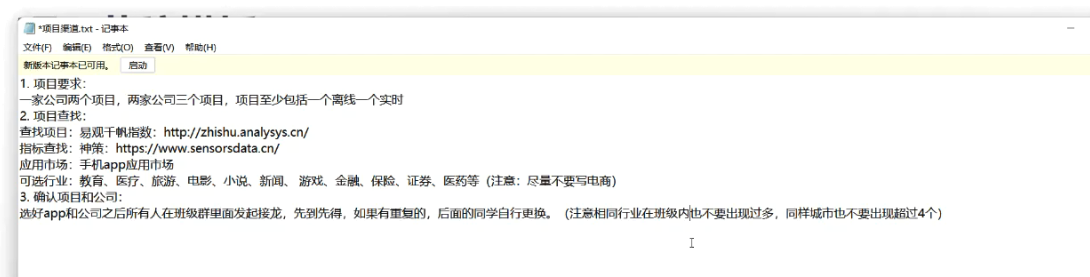 *项目渠道.txt - 记事本
文件(F) 编辑(E) 格式(O) 查看(V) 帮助(H)
新版本记事本已可用。 启动
1. 项目要求：
一家公司两个项目，两家公司三个项目，项目至少包括一个离线一个实时
2. 项目查找：
查找项目：易观千帆指数：http://zhishu.analysys.cn/
指标查找：神策：https://www.sensorsdata.cn/
应用市场：手机app应用市场
可选行业：教育、医疗、旅游、电影、小说、新闻、 游戏、金融、保险、证券、医药等（注意：尽量不要写电商）
3. 确认项目和公司：
选好app和公司之后所有人在班级群里面发起接龙，先到先得，如果有重复的，后面的同学自行更换。（注意相同行业在班级内也不要出现过多，同样城市也不要出现超过4个）